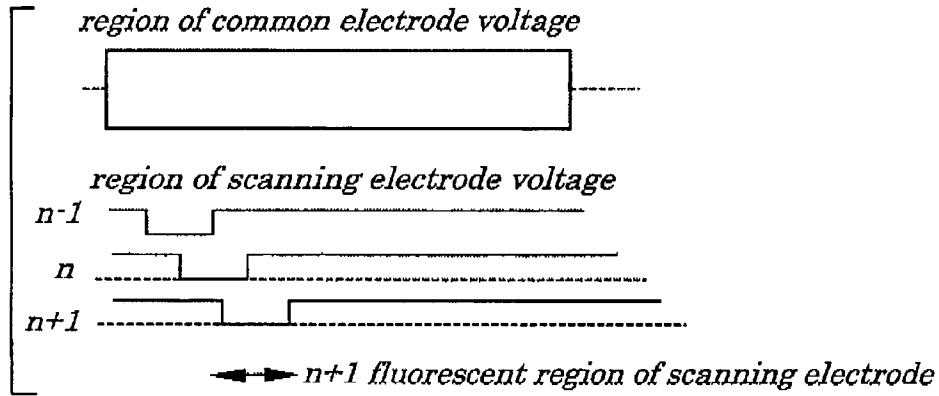 region of common electrode voltage
region of scanning electrode voltage
n-1
n
n+1
n+1 fluorescent region of scanning electrode